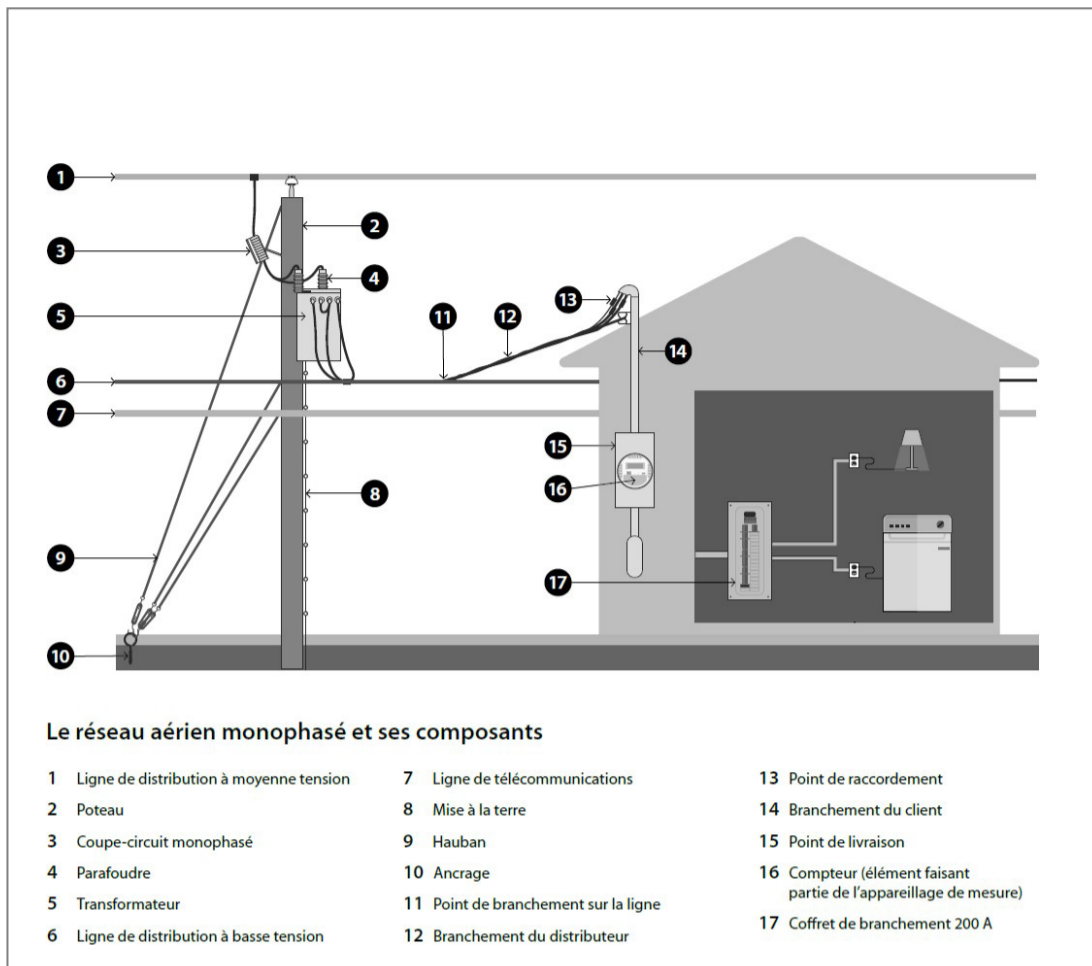 1
2
3
4
5
6
7
8
9
10
11
12
13
14
15
16
17
Le réseau aérien monophasé et ses composants
1 Ligne de distribution à moyenne tension
2 Poteau
3 Coupe-circuit monophasé
4 Parafoudre
5 Transformateur
6 Ligne de distribution à basse tension
7 Ligne de télécommunications
8 Mise à la terre
9 Hauban
10 Ancrage
11 Point de branchement sur la ligne
12 Branchement du distributeur
13 Point de raccordement
14 Branchement du client
15 Point de livraison
16 Compteur (élément faisant
partie de l'appareillage de mesure)
17 Coffret de branchement 200 A